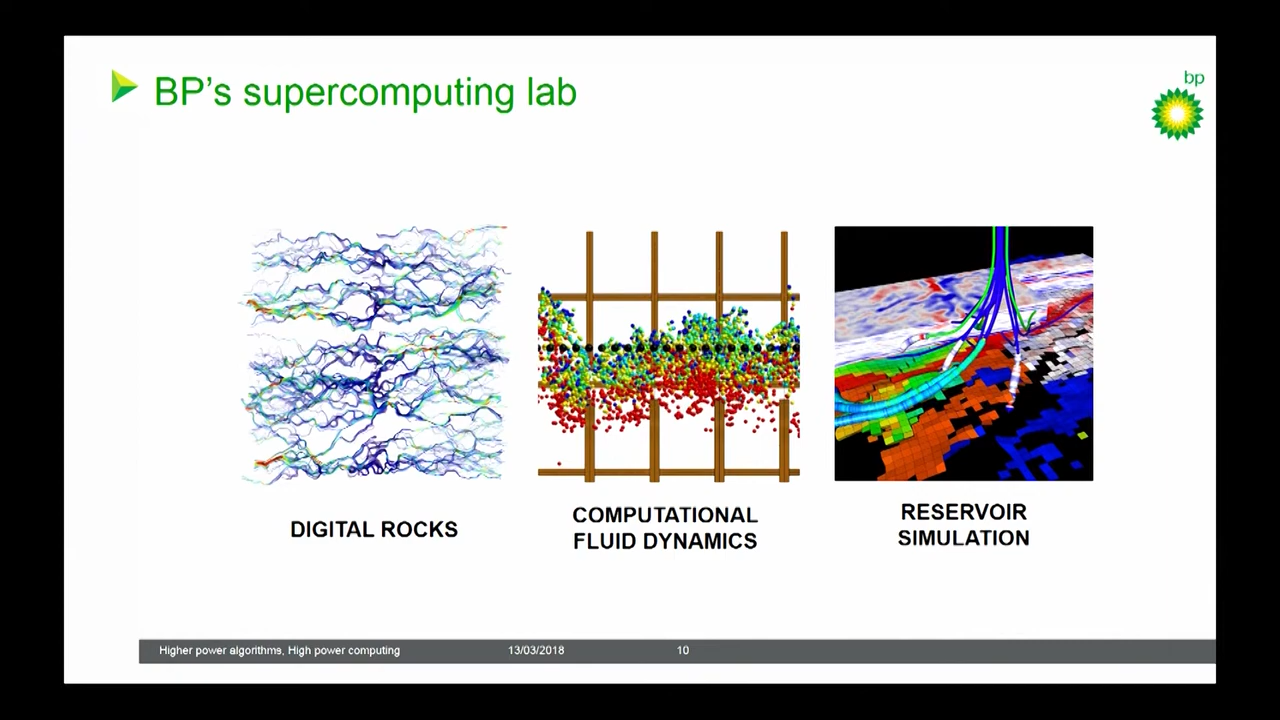 BP's supercomputing lab
bp
DIGITAL ROCKS
COMPUTATIONAL
FLUID DYNAMICS
RESERVOIR
SIMULATION
Higher power algorithms, High power computing
13/03/2018
10